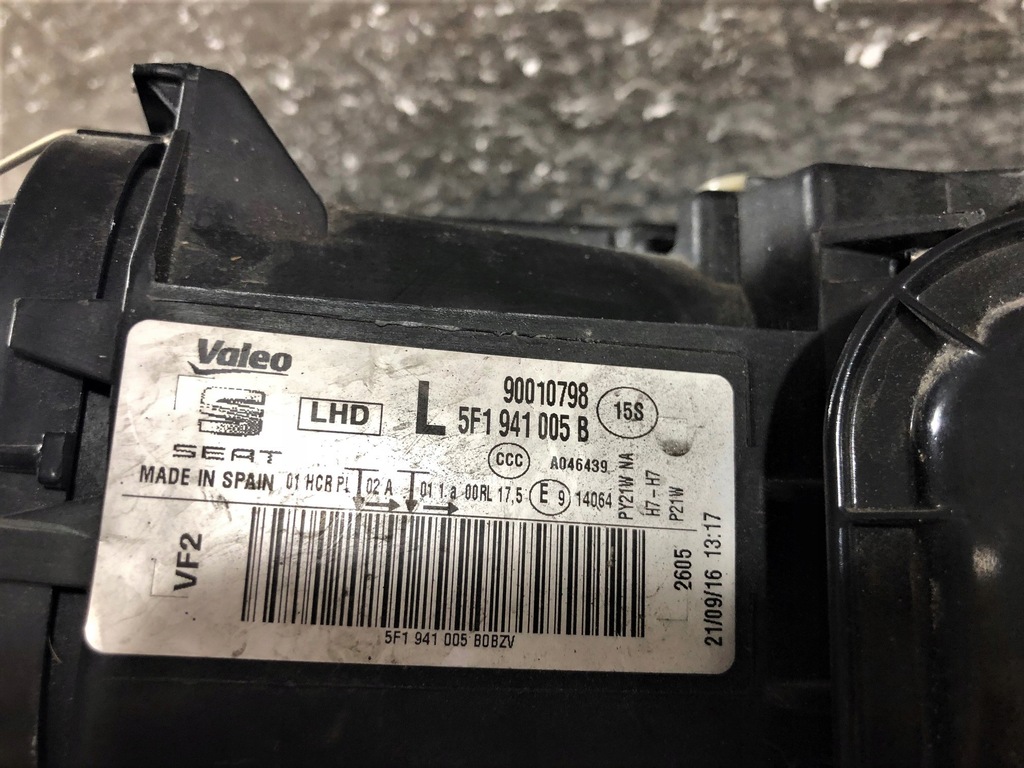 Valeo
SEAT
LHD
L
90010798
5F1 941 005 B
15S
CCC
A046439
MADE IN SPAIN
01 HCR PL 02 A 01 1a 00RL 17.5 E 9 14064
PY21W NA
H7-H7
P21W
VF2
2605
21/09/16 13:17
5F1 941 005 B0BZV